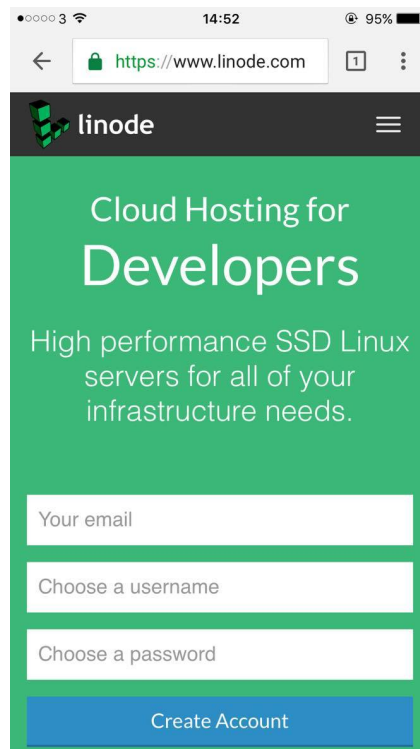 3 14:52 95%
https://www.linode.com 1
linode
Cloud Hosting for
Developers
High performance SSD Linux
servers for all of your
infrastructure needs.
Your email
Choose a username
Choose a password
Create Account